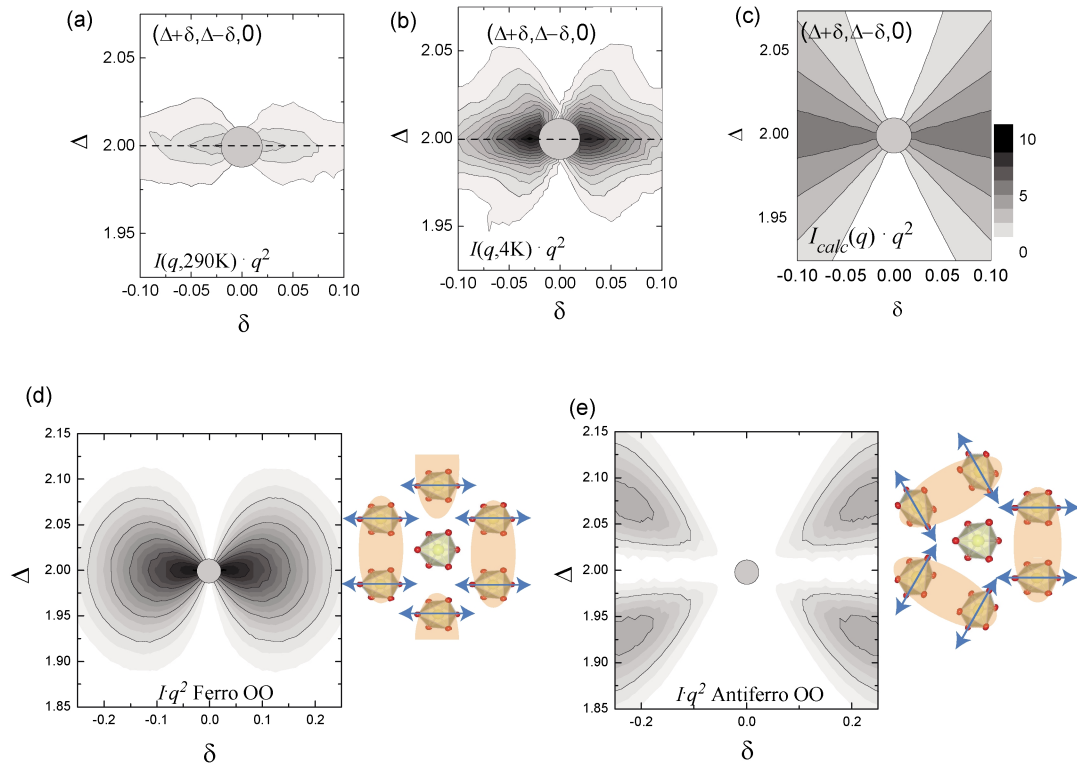 (a)
(Δ+δ,Δ−δ,0)
2.05
2.00
1.95
Δ
I(q,290K) · q²
-0.10 -0.05 0.00 0.05 0.10
δ
(b)
(Δ+δ,Δ−δ,0)
2.05
2.00
1.95
Δ
I(q,4K) · q²
-0.10 -0.05 0.00 0.05 0.10
δ
(c)
(Δ+δ,Δ−δ,0)
2.05
2.00
1.95
Δ
I_calc(q) · q²
-0.10 -0.05 0.00 0.05 0.10
δ
10
5
0
(d)
2.15
2.10
2.05
2.00
1.95
1.90
1.85
Δ
I·q² Ferro OO
-0.2 -0.1 0.0 0.1 0.2
δ
(e)
2.15
2.10
2.05
2.00
1.95
1.90
1.85
Δ
I·q² Antiferro OO
-0.2 0.0 0.2
δ